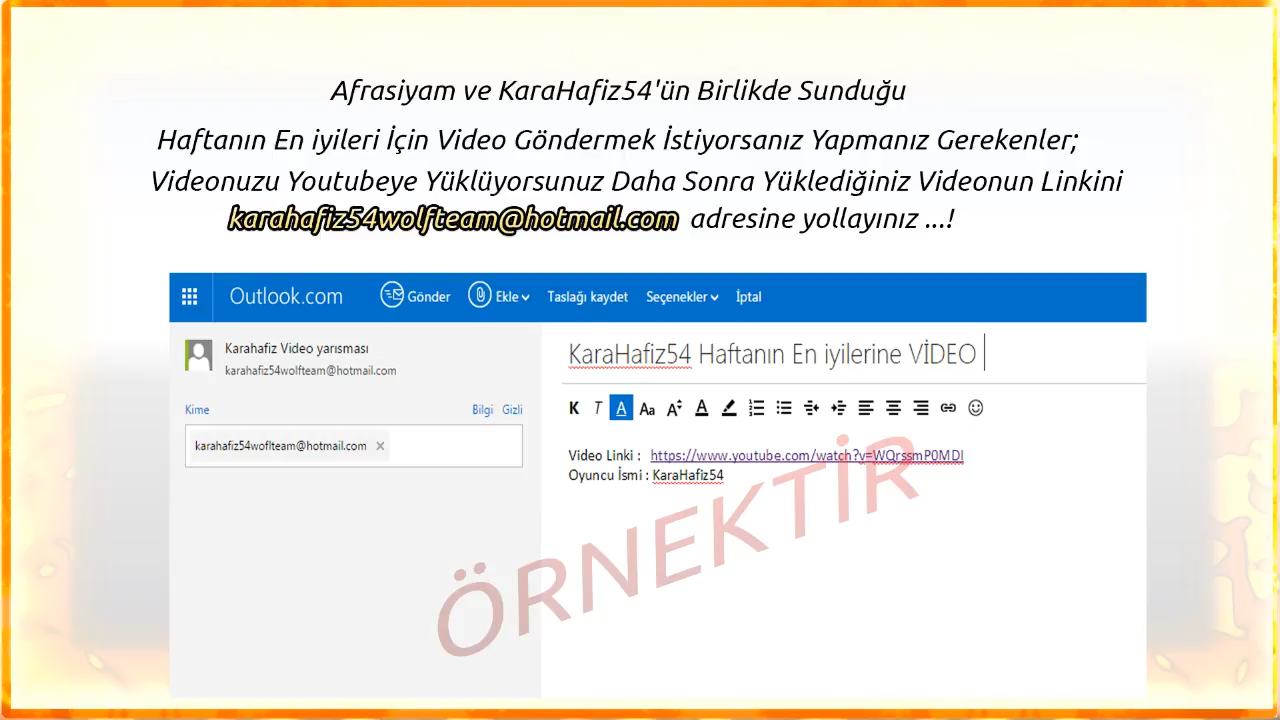 Afrasiyam ve KaraHafiz54'ün Birlikde Sunduğu
Haftanın En iyileri İçin Video Göndermek İstiyorsanız Yapmanız Gerekenler;
Videonuzu Youtubeye Yüklüyorsunuz Daha Sonra Yüklediğiniz Videonun Linkini
karahafiz54wolfteam@hotmail.com adresine yollayınız ...!
Outlook.com Gönder Ekle Taslağı kaydet Seçenekler İptal
Karahafiz Video yarısması
karahafiz54wolfteam@hotmail.com
KaraHafiz54 Haftanın En iyilerine VİDEO
Kime Bilgi Gizli
K T A Aa A A
karahafiz54woflteam@hotmail.com ×
Video Linki : https://www.youtube.com/watch?v=WQrssmP0MDI
Oyuncu İsmi : KaraHafiz54
ÖRNEKTİR